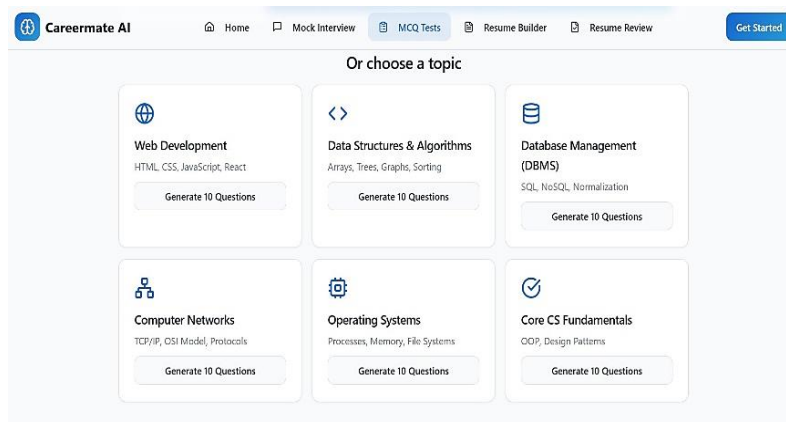 Careermate AI Home Mock Interview MCQ Tests Resume Builder Resume Review Get Started
Or choose a topic
Web Development
HTML, CSS, JavaScript, React
Generate 10 Questions
Data Structures & Algorithms
Arrays, Trees, Graphs, Sorting
Generate 10 Questions
Database Management
(DBMS)
SQL, NoSQL, Normalization
Generate 10 Questions
Computer Networks
TCP/IP, OSI Model, Protocols
Generate 10 Questions
Operating Systems
Processes, Memory, File Systems
Generate 10 Questions
Core CS Fundamentals
OOP, Design Patterns
Generate 10 Questions